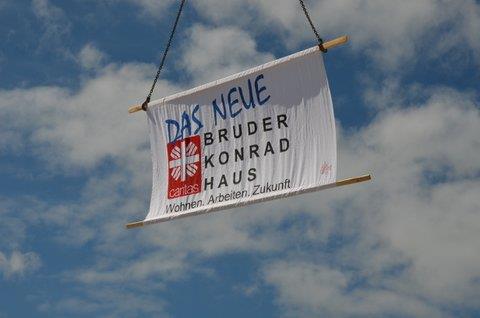 DAS NEUE
BRUDER
KONRAD
HAUS
caritas
Wohnen. Arbeiten. Zukunft